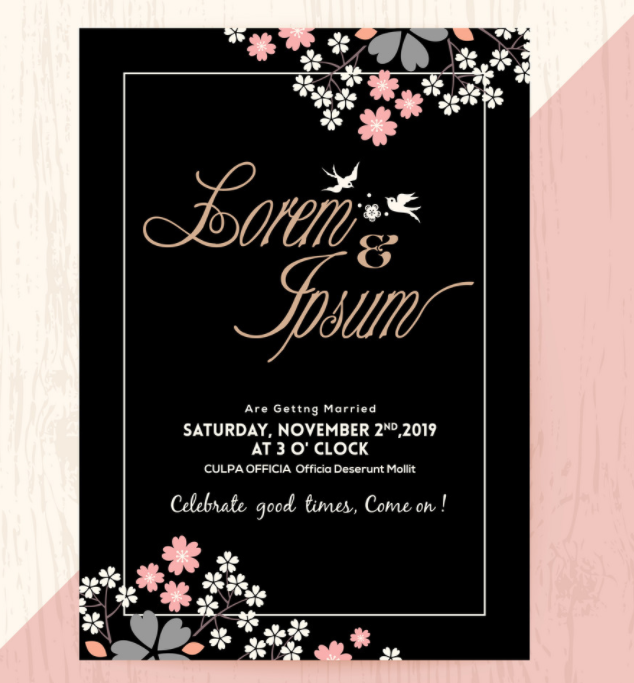 Lorem
&
Ipsum
Are Gettng Married
SATURDAY, NOVEMBER 2ND,2019
AT 3 O' CLOCK
CULPA OFFICIA Officia Deserunt Mollit
Celebrate good times, Come on !